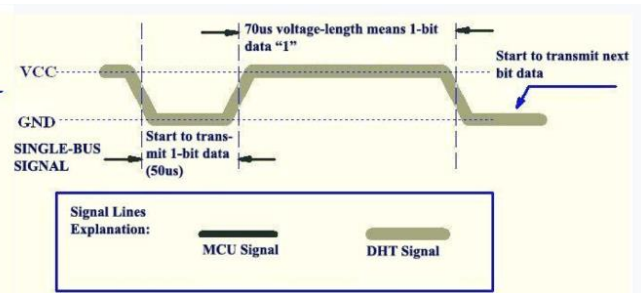 70us voltage-length means 1-bit
data “1”
Start to transmit next
bit data
VCC
GND
SINGLE-BUS
SIGNAL
Start to trans-
mit 1-bit data
(50us)
Signal Lines
Explanation:
MCU Signal
DHT Signal